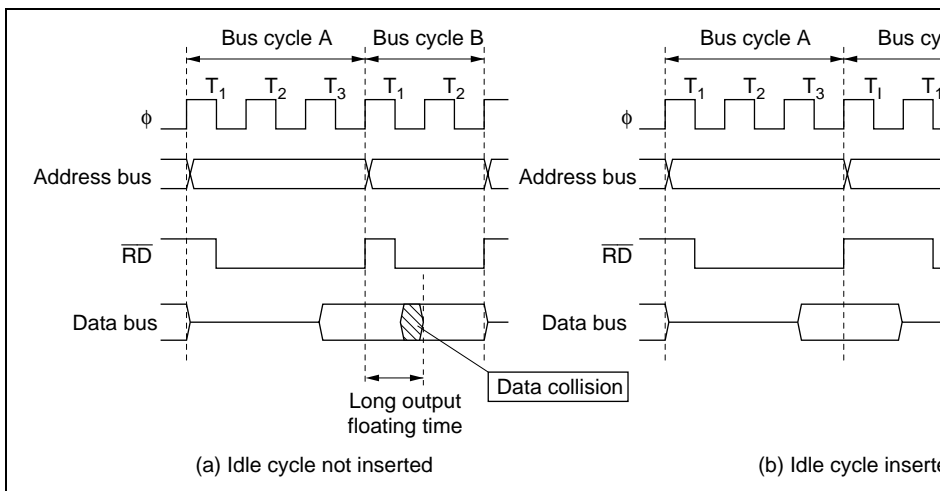 Bus cycle A Bus cycle B
T1 T2 T3 T1 T2
φ
Address bus
RD
Data bus
Data collision
Long output
floating time
(a) Idle cycle not inserted
Bus cycle A Bus
T1 T2 T3 TI T1
φ
Address bus
RD
Data bus
(b) Idle cycle